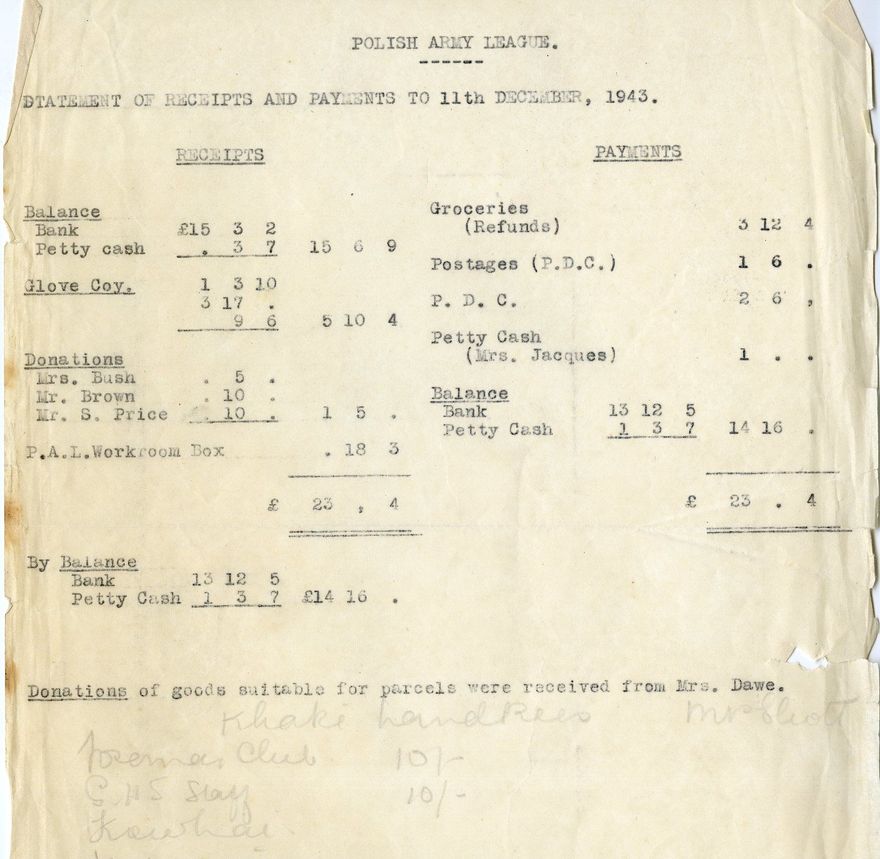 POLISH ARMY LEAGUE.
DTATEMENT OF RECEIPTS AND PAYMENTS TO 11th DECEMBER, 1943.
RECEIPTS
Balance
Bank £15 3 2
Petty cash . 3 7 15 6 9
Glove Coy. 1 3 10
3 17 .
9 6 5 10 4
Donations
Mrs. Bush . 5 .
Mr. Brown . 10 .
Mr. S. Price . 10 . 1 5 .
P.A.L.Workroom Box . 18 3
£ 23 . 4
PAYMENTS
Groceries
(Refunds) 3 12 4
Postages (P.D.C.) 1 6 .
P. D. C. 2 6 .
Petty Cash
(Mrs. Jacques) 1 . .
Balance
Bank 13 12 5
Petty Cash 1 3 7 14 16 .
£ 23 . 4
By Balance
Bank 13 12 5
Petty Cash 1 3 7 £14 16 .
Donations of goods suitable for parcels were received from Mrs. Dawe.
Khaki handkees
Club 10/-
10/-
Kowhai